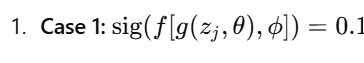 1. Case 1: sig(f[g(z_j, θ), ϕ]) = 0.1